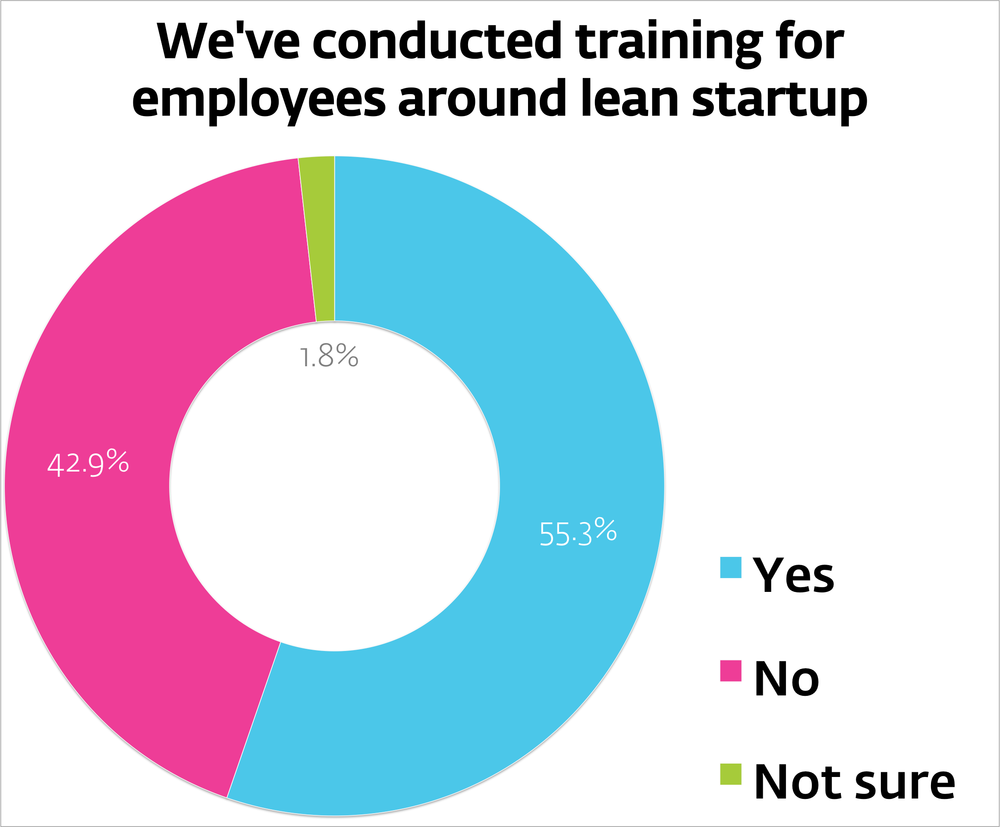 We've conducted training for
employees around lean startup
1.8%
42.9%
55.3%
Yes
No
Not sure